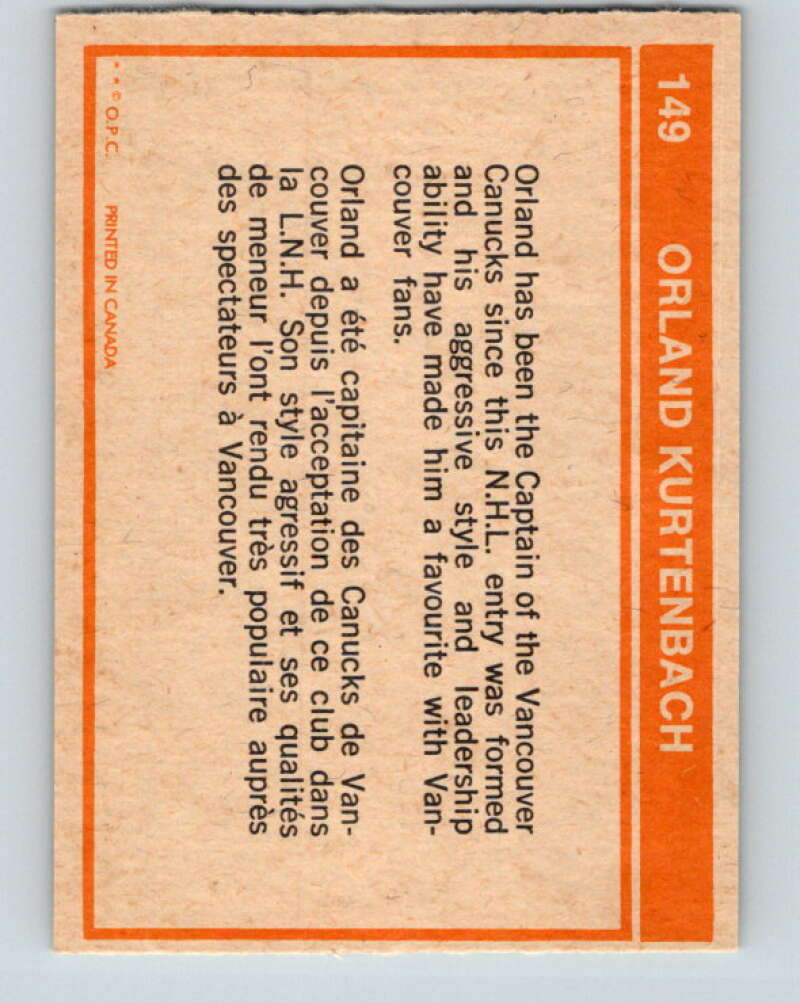 149 ORLAND KURTENBACH
Orland has been the Captain of the Vancouver
Canucks since this N.H.L. entry was formed
and his aggressive style and leadership
ability have made him a favourite with Van-
couver fans.
Orland a été capitaine des Canucks de Van-
couver depuis l'acceptation de ce club dans
la L.N.H. Son style agressif et ses qualités
de meneur l'ont rendu très populaire auprès
des spectateurs à Vancouver.
* * © O.P.C. PRINTED IN CANADA